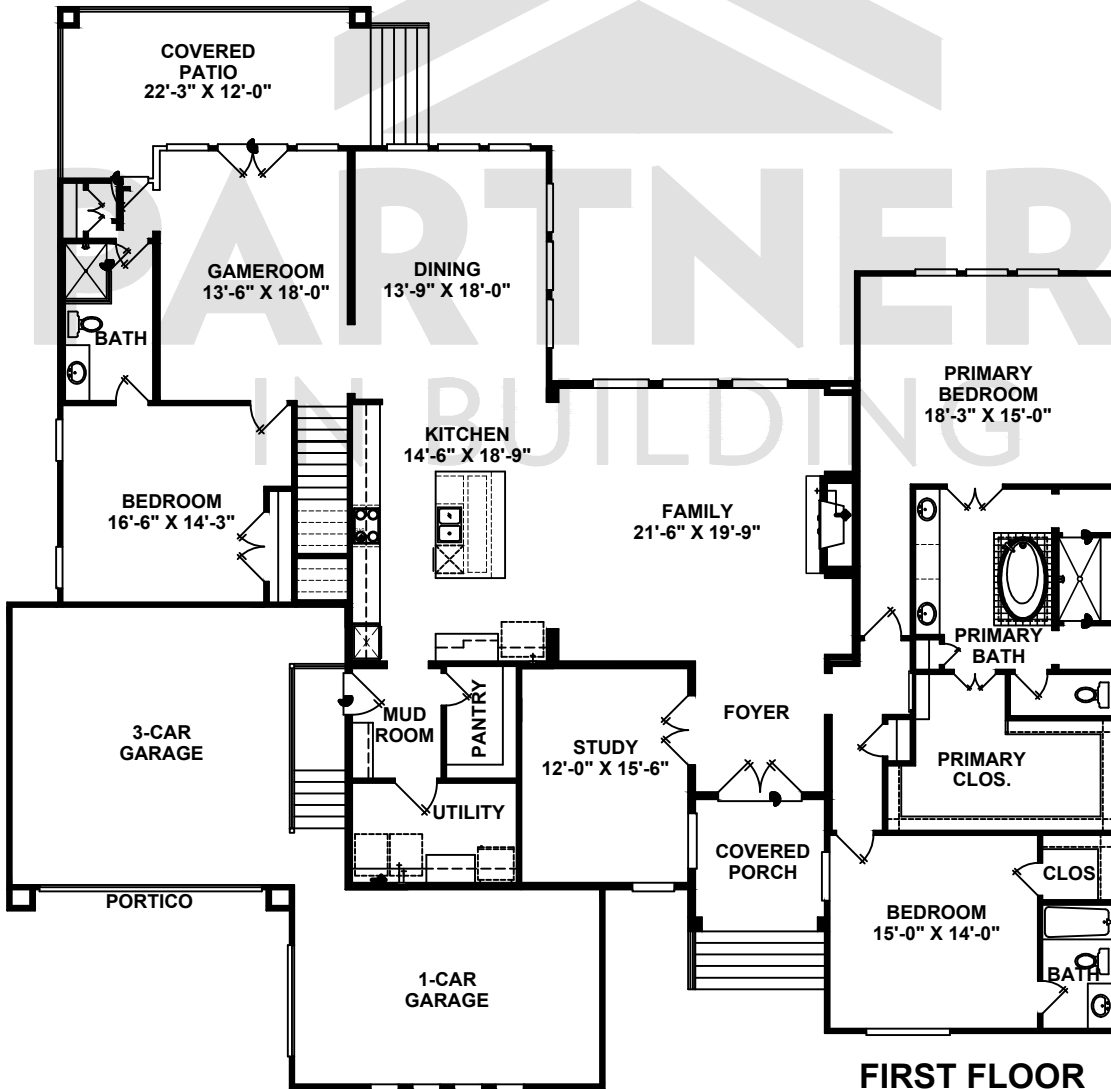 COVERED
PATIO
22'-3" X 12'-0"
PARTNER
IN BUILDING
GAMEROOM
13'-6" X 18'-0"
DINING
13'-9" X 18'-0"
BATH
PRIMARY
BEDROOM
18'-3" X 15'-0"
KITCHEN
14'-6" X 18'-9"
BEDROOM
16'-6" X 14'-3"
FAMILY
21'-6" X 19'-9"
PRIMARY
BATH
3-CAR
GARAGE
MUD
ROOM
PANTRY
FOYER
STUDY
12'-0" X 15'-6"
PRIMARY
CLOS.
UTILITY
COVERED
PORCH
CLOS
PORTICO
BEDROOM
15'-0" X 14'-0"
BATH
1-CAR
GARAGE
FIRST FLOOR